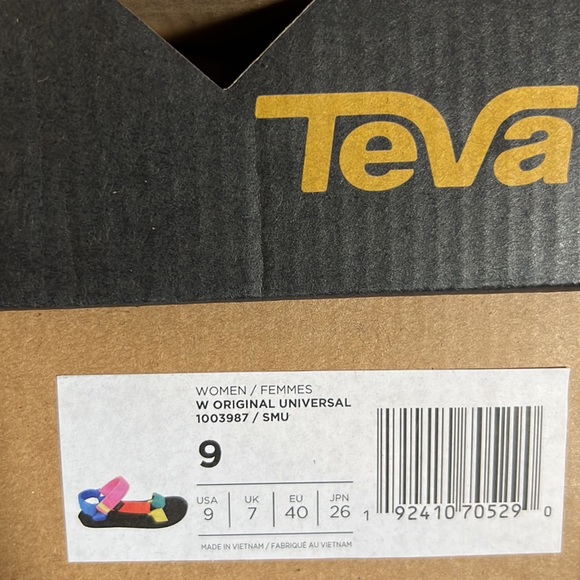 Teva
WOMEN / FEMMES
W ORIGINAL UNIVERSAL
1003987 / SMU
9
USA UK EU JPN
9 7 40 26
1 92410 70529 0
MADE IN VIETNAM / FABRIQUÉ AU VIETNAM